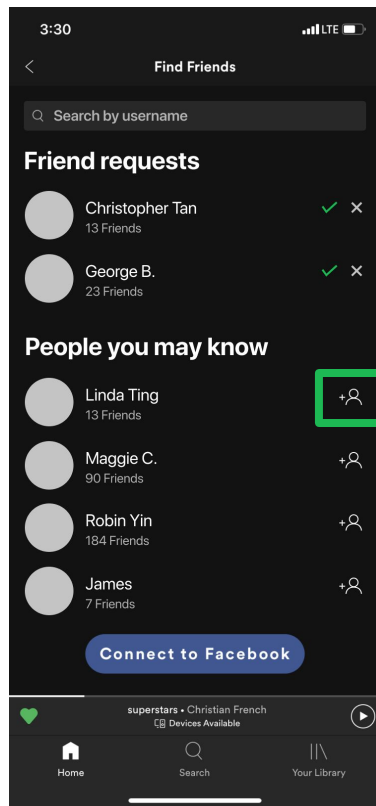 3:30 LTE
Find Friends
Search by username
Friend requests
Christopher Tan
13 Friends
George B.
23 Friends
People you may know
Linda Ting
13 Friends
Maggie C.
90 Friends
Robin Yin
184 Friends
James
7 Friends
Connect to Facebook
superstars • Christian French
Devices Available
Home Search Your Library